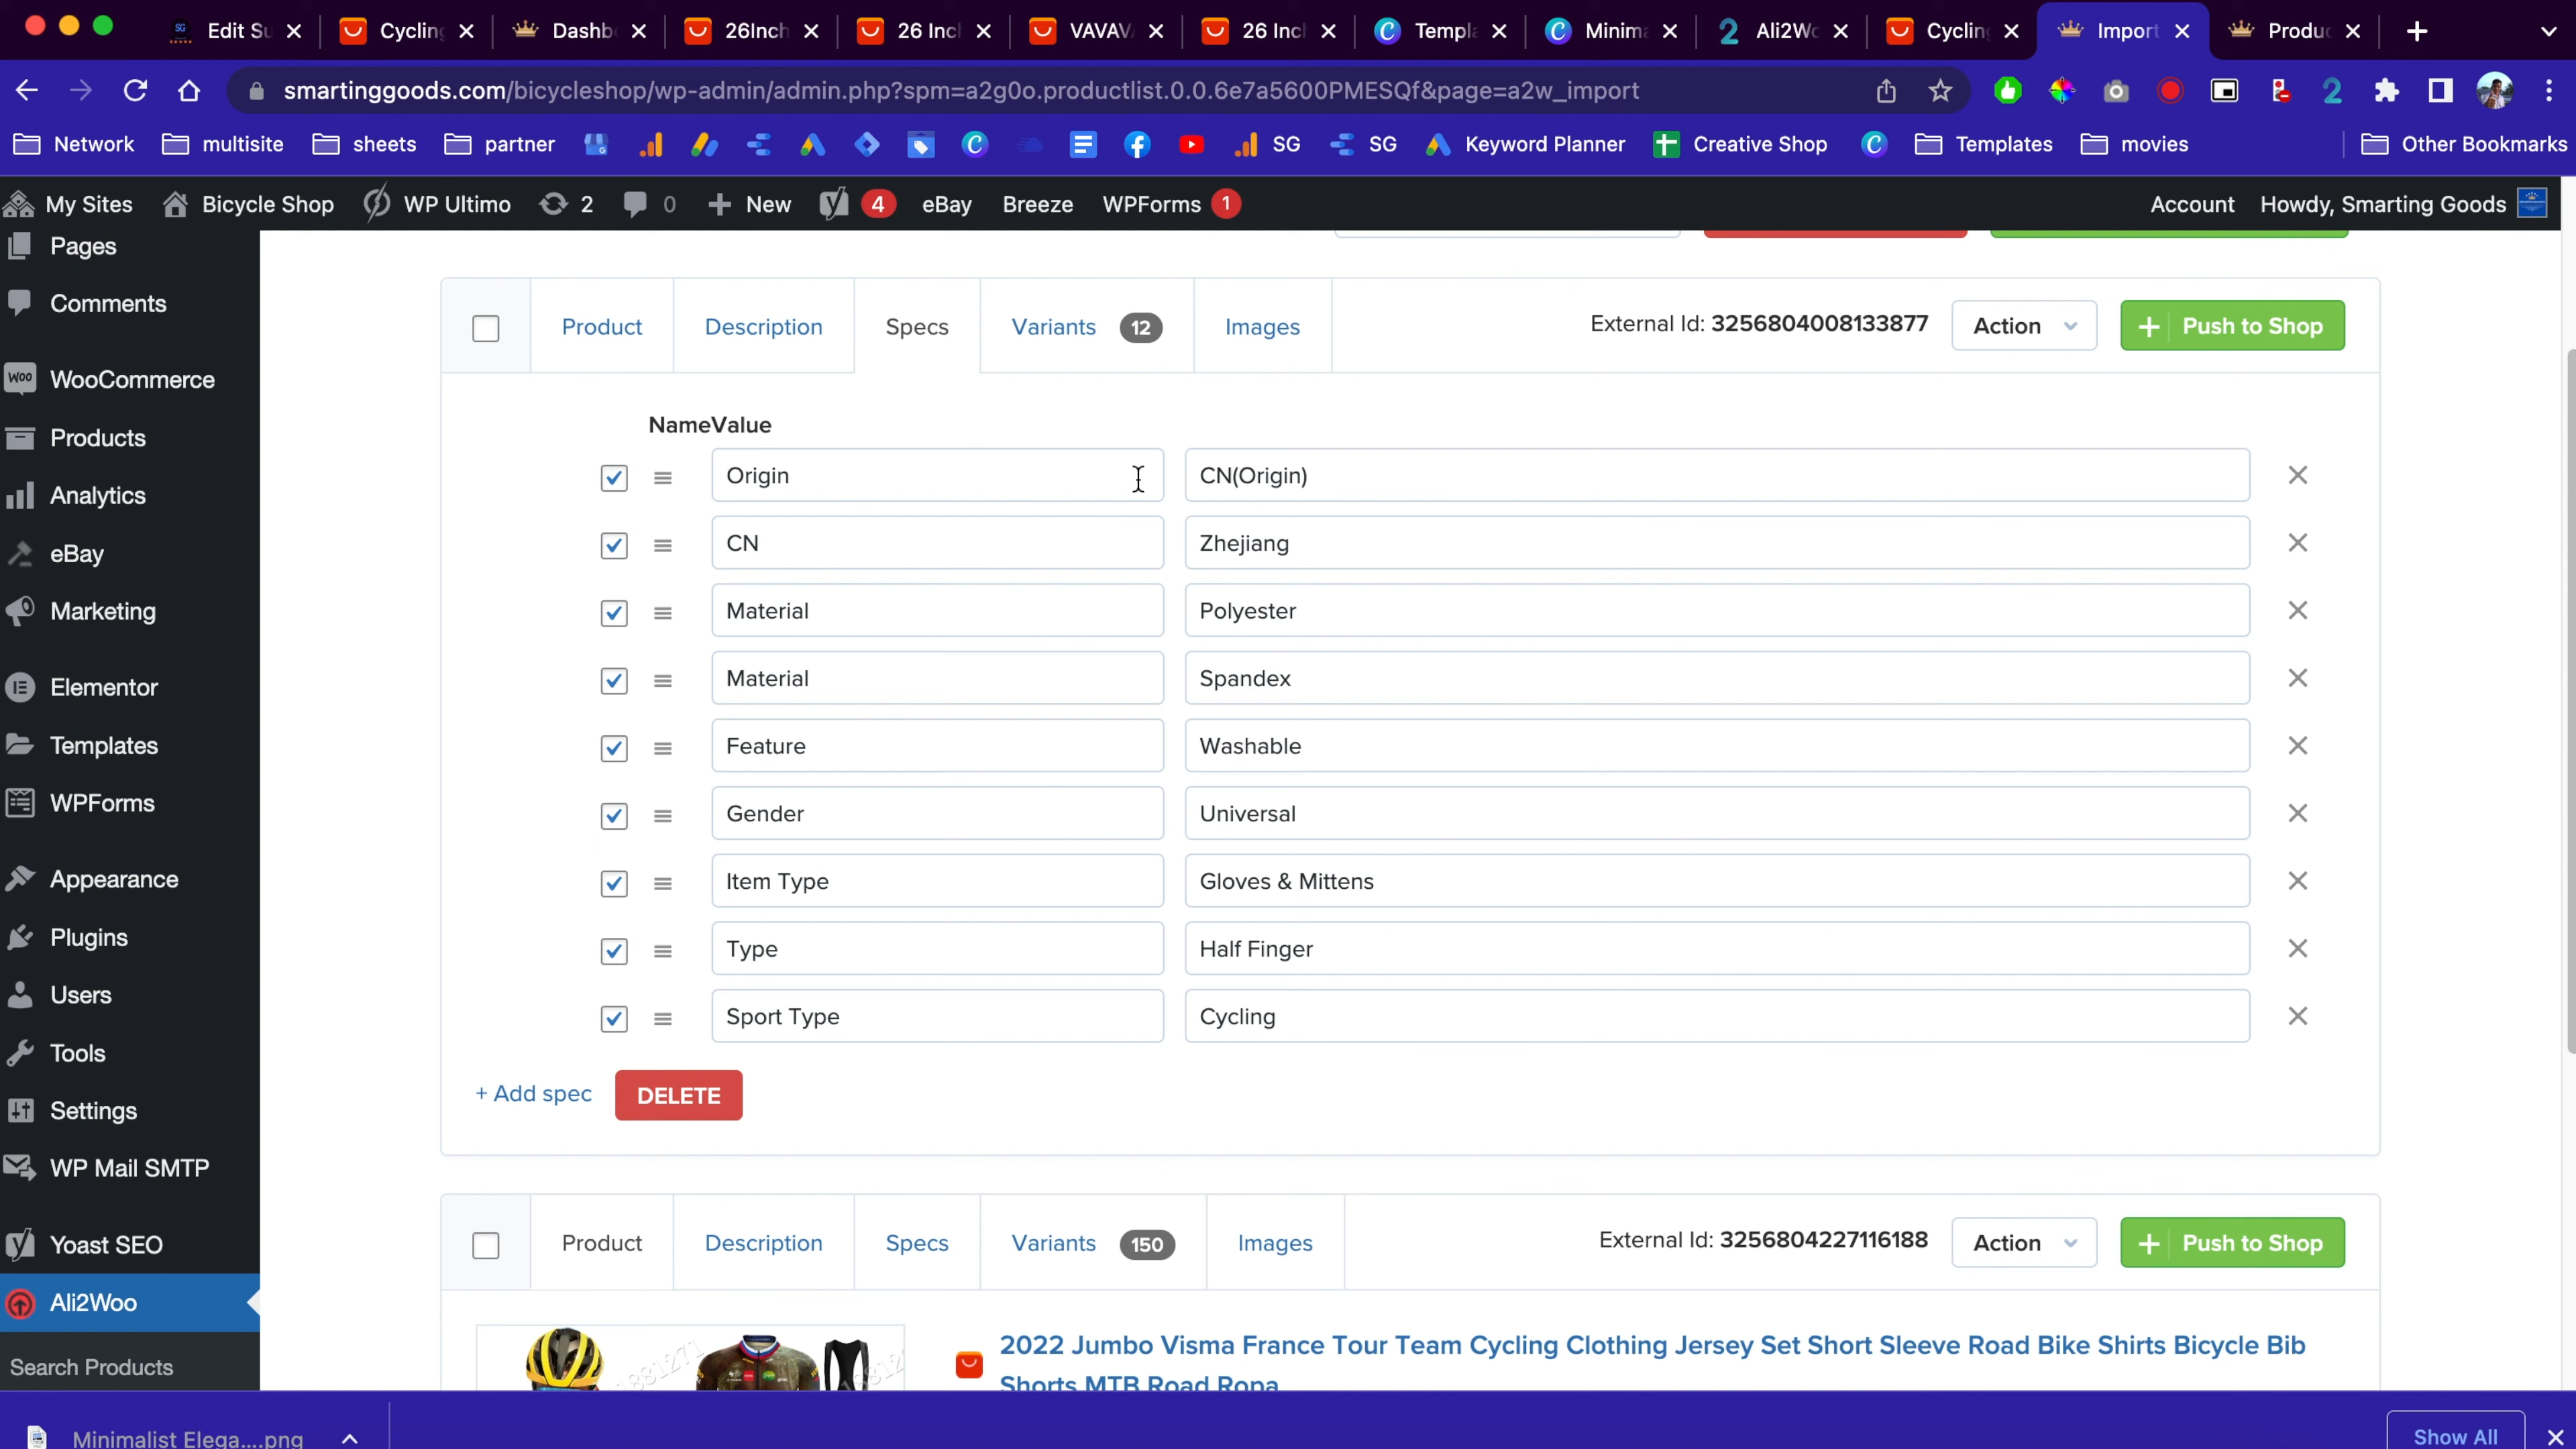 Edit Su
Cycling
Dashb
26Inch
26 Incl
VAVAV
26 Incl
Templa
Minima
Ali2Wo
Cycling
Import
Produc
smartinggoods.com/bicycleshop/wp-admin/admin.php?spm=a2g0o.productlist.0.0.6e7a5600PMESQf&page=a2w_import
Network
multisite
sheets
partner
SG
SG
Keyword Planner
Creative Shop
Templates
movies
Other Bookmarks
My Sites
Bicycle Shop
WP Ultimo
2
0
New
4
eBay
Breeze
WPForms 1
Account
Howdy, Smarting Goods
Pages
Comments
WooCommerce
Products
Analytics
eBay
Marketing
Elementor
Templates
WPForms
Appearance
Plugins
Users
Tools
Settings
WP Mail SMTP
Yoast SEO
Ali2Woo
Search Products
Product
Description
Specs
Variants 12
Images
External Id: 3256804008133877
Action
+ Push to Shop
NameValue
Origin CN(Origin)
CN Zhejiang
Material Polyester
Material Spandex
Feature Washable
Gender Universal
Item Type Gloves & Mittens
Type Half Finger
Sport Type Cycling
+ Add spec
DELETE
Product
Description
Specs
Variants 150
Images
External Id: 3256804227116188
Action
+ Push to Shop
2022 Jumbo Visma France Tour Team Cycling Clothing Jersey Set Short Sleeve Road Bike Shirts Bicycle Bib
Shorts MTB Road Ropa
Minimalist Elega....png
Show All